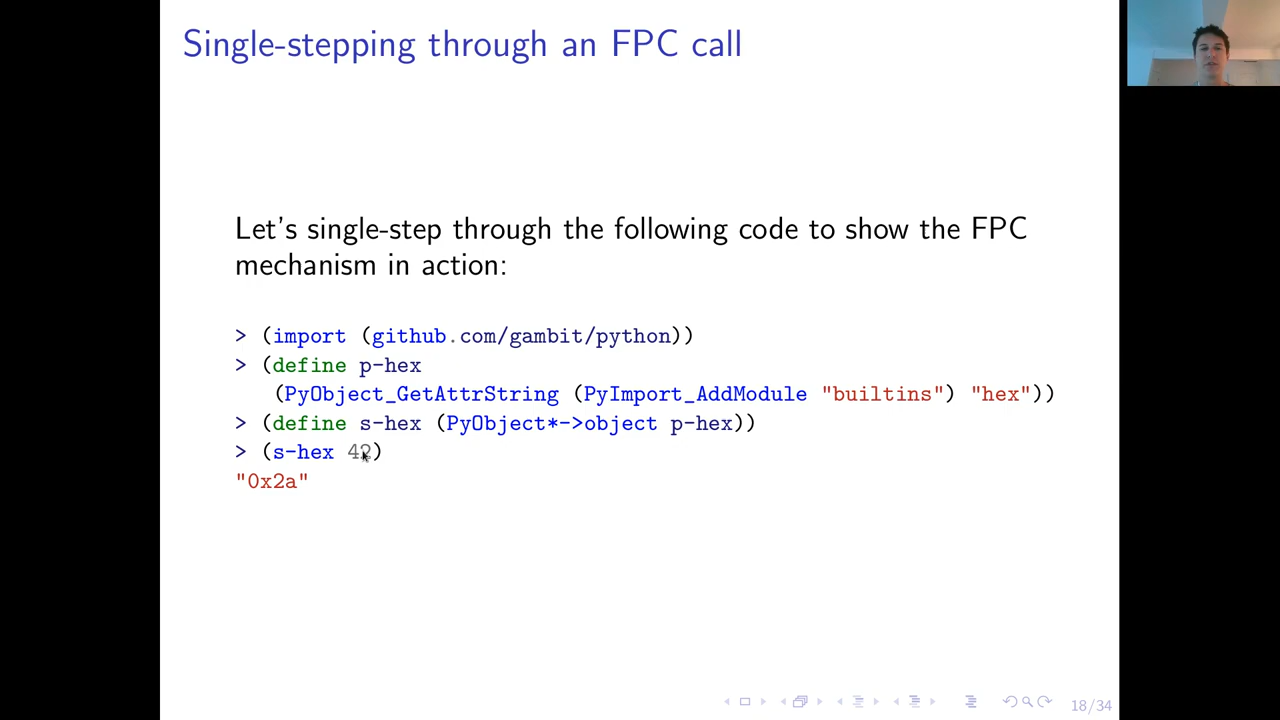 Single-stepping through an FPC call
Let's single-step through the following code to show the FPC
mechanism in action:
> (import (github.com/gambit/python))
> (define p-hex
(PyObject_GetAttrString (PyImport_AddModule "builtins") "hex"))
> (define s-hex (PyObject*->object p-hex))
> (s-hex 42)
"0x2a"
18/34